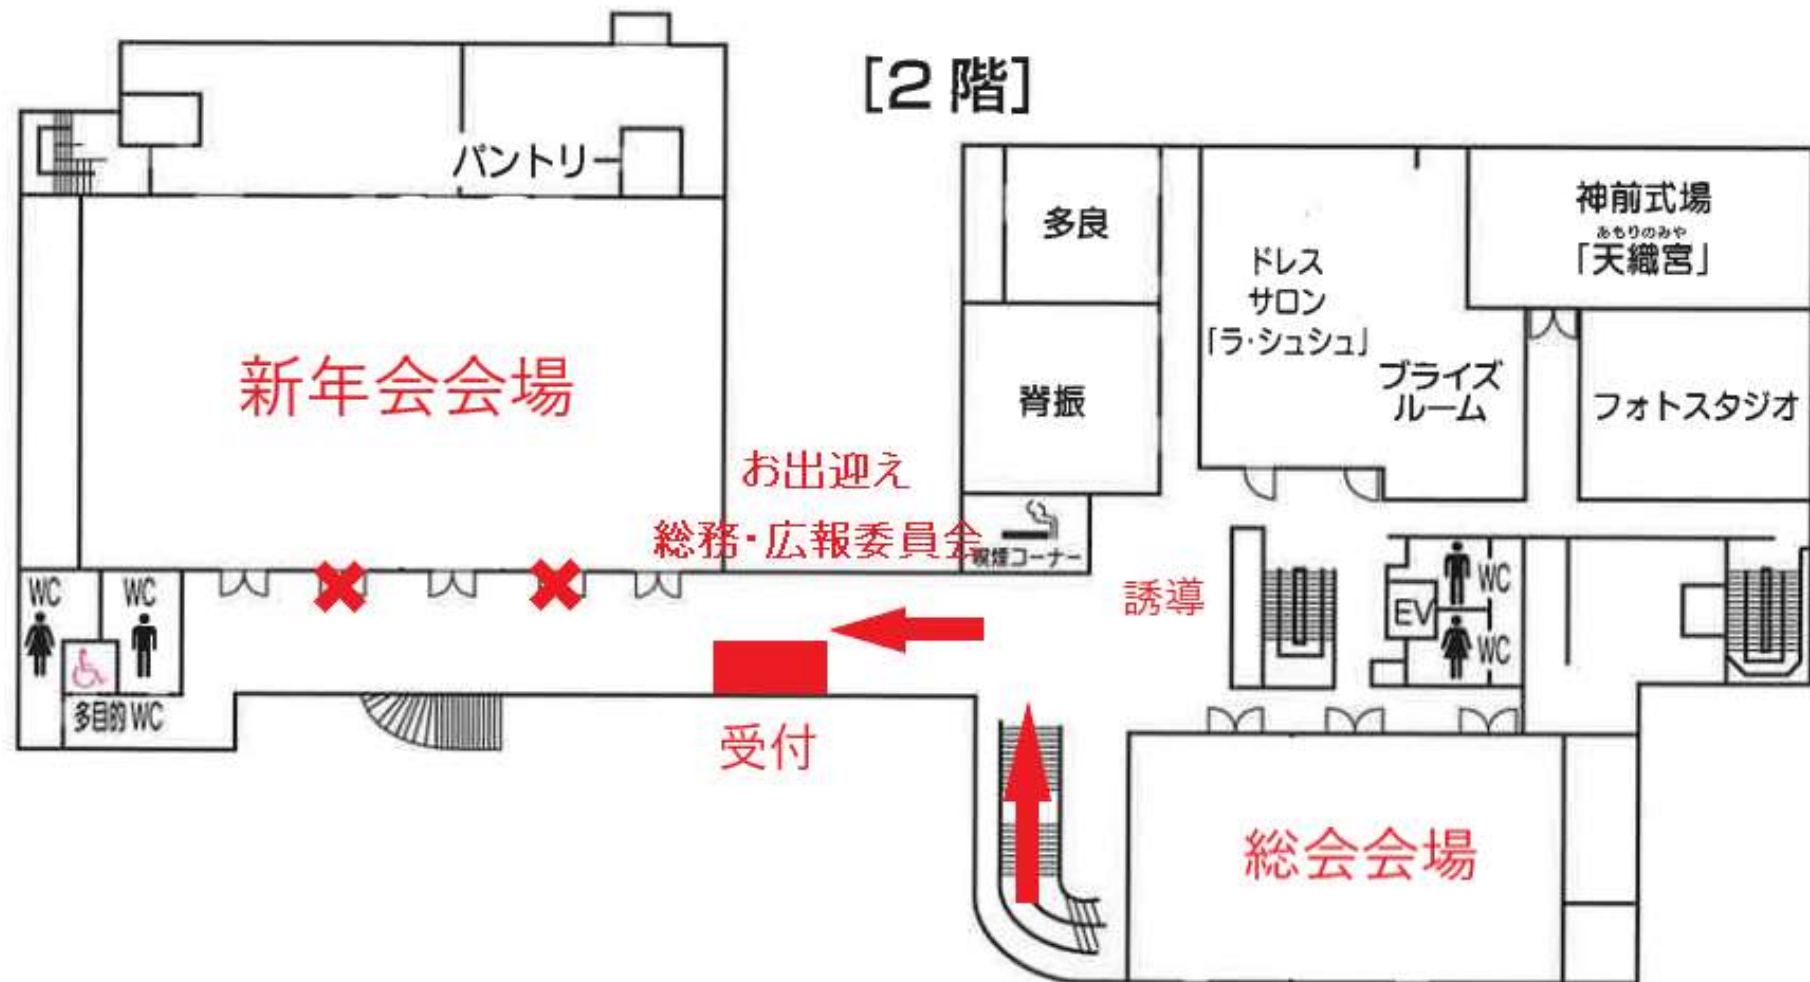 [2階]
パントリー
新年会会場
お出迎え
総務・広報委員会
WC
WC
多目的WC
受付
多良
脊振
喫煙コーナー
誘導
ドレス
サロン
「ラ・シュシュ」
ブライズ
ルーム
神前式場
あもりのみや
「天織宮」
フォトスタジオ
EV
WC
WC
総会会場